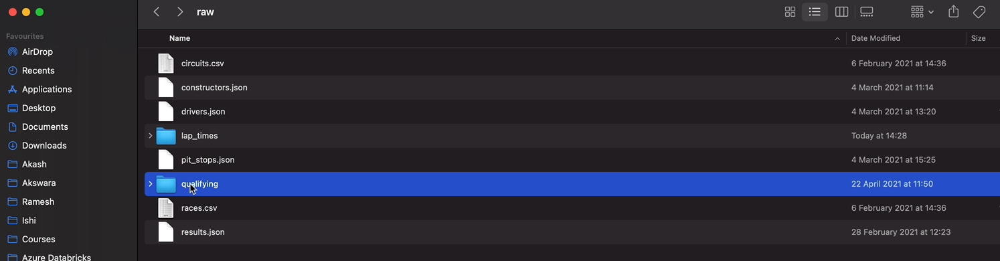 raw
Favourites
AirDrop
Recents
Applications
Desktop
Documents
Downloads
Akash
Akswara
Ramesh
Ishi
Courses
Azure Databricks
Name Date Modified Size
circuits.csv 6 February 2021 at 14:36
constructors.json 4 March 2021 at 11:14
drivers.json 4 March 2021 at 13:20
lap_times Today at 14:28
pit_stops.json 4 March 2021 at 15:25
qualifying 22 April 2021 at 11:50
races.csv 6 February 2021 at 14:36
results.json 28 February 2021 at 12:23